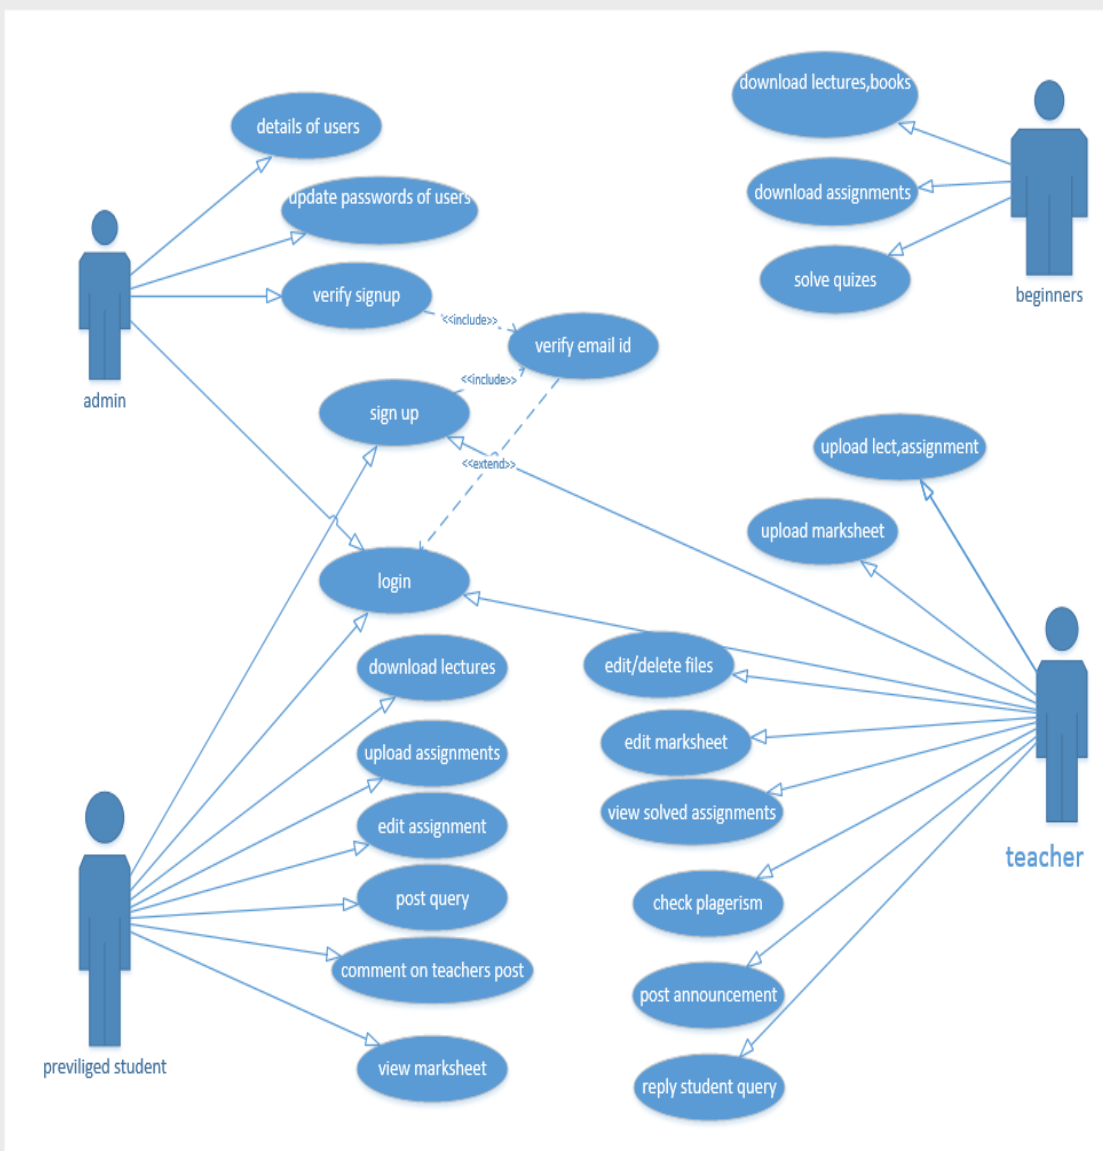 download lectures,books
details of users
download assignments
update passwords of users
solve quizes
beginners
verify signup
<<include>>
verify email id
<<include>>
admin
sign up
upload lect,assignment
<<extend>>
upload marksheet
login
download lectures
edit/delete files
upload assignments
edit marksheet
view solved assignments
edit assignment
teacher
post query
check plagerism
comment on teachers post
post announcement
previliged student
view marksheet
reply student query